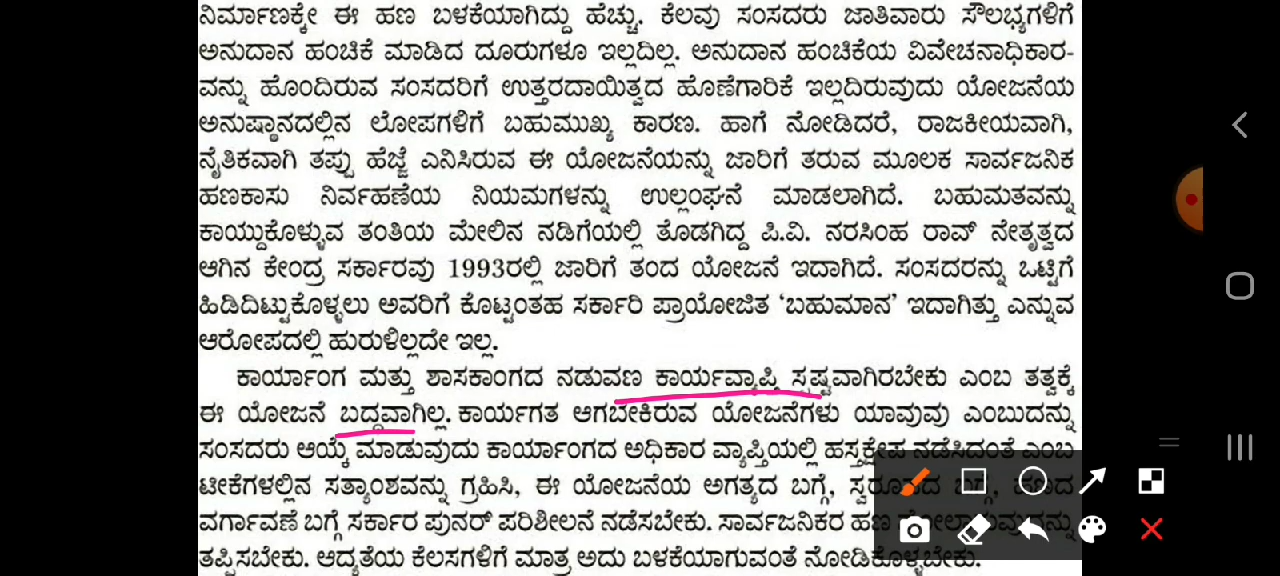 ನಿರ್ಮಾಣಕ್ಕೇ ಈ ಹಣ ಬಳಕೆಯಾಗಿದ್ದು ಹೆಚ್ಚು. ಕೆಲವು ಸಂಸದರು ಜಾತಿವಾರು ಸೌಲಭ್ಯಗಳಿಗೆ
ಅನುದಾನ ಹಂಚಿಕೆ ಮಾಡಿದ ದೂರುಗಳೂ ಇಲ್ಲದಿಲ್ಲ. ಅನುದಾನ ಹಂಚಿಕೆಯ ವಿವೇಚನಾಧಿಕಾರ-
ವನ್ನು ಹೊಂದಿರುವ ಸಂಸದರಿಗೆ ಉತ್ತರದಾಯಿತ್ವದ ಹೊಣೆಗಾರಿಕೆ ಇಲ್ಲದಿರುವುದು ಯೋಜನೆಯ
ಅನುಷ್ಠಾನದಲ್ಲಿನ ಲೋಪಗಳಿಗೆ ಬಹುಮುಖ್ಯ ಕಾರಣ. ಹಾಗೆ ನೋಡಿದರೆ, ರಾಜಕೀಯವಾಗಿ,
ನೈತಿಕವಾಗಿ ತಪ್ಪು ಹೆಜ್ಜೆ ಎನಿಸಿರುವ ಈ ಯೋಜನೆಯನ್ನು ಜಾರಿಗೆ ತರುವ ಮೂಲಕ ಸಾರ್ವಜನಿಕ
ಹಣಕಾಸು ನಿರ್ವಹಣೆಯ ನಿಯಮಗಳನ್ನು ಉಲ್ಲಂಘನೆ ಮಾಡಲಾಗಿದೆ. ಬಹುಮತವನ್ನು
ಕಾಯ್ದುಕೊಳ್ಳುವ ತಂತಿಯ ಮೇಲಿನ ನಡಿಗೆಯಲ್ಲಿ ತೊಡಗಿದ್ದ ಪಿ.ವಿ. ನರಸಿಂಹ ರಾವ್ ನೇತೃತ್ವದ
ಆಗಿನ ಕೇಂದ್ರ ಸರ್ಕಾರವು 1993ರಲ್ಲಿ ಜಾರಿಗೆ ತಂದ ಯೋಜನೆ ಇದಾಗಿದೆ. ಸಂಸದರನ್ನು ಒಟ್ಟಿಗೆ
ಹಿಡಿದಿಟ್ಟುಕೊಳ್ಳಲು ಅವರಿಗೆ ಕೊಟ್ಟಂತಹ ಸರ್ಕಾರಿ ಪ್ರಾಯೋಜಿತ ‘ಬಹುಮಾನ’ ಇದಾಗಿತ್ತು ಎನ್ನುವ
ಆರೋಪದಲ್ಲಿ ಹುರುಳಿಲ್ಲದೇ ಇಲ್ಲ.
ಕಾರ್ಯಾಂಗ ಮತ್ತು ಶಾಸಕಾಂಗದ ನಡುವಣ ಕಾರ್ಯವ್ಯಾಪ್ತಿ ಸ್ಪಷ್ಟವಾಗಿರಬೇಕು ಎಂಬ ತತ್ವಕ್ಕೆ
ಈ ಯೋಜನೆ ಬದ್ಧವಾಗಿಲ್ಲ. ಕಾರ್ಯಗತ ಆಗಬೇಕಿರುವ ಯೋಜನೆಗಳು ಯಾವುವು ಎಂಬುದನ್ನು
ಸಂಸದರು ಆಯ್ಕೆ ಮಾಡುವುದು ಕಾರ್ಯಾಂಗದ ಅಧಿಕಾರ ವ್ಯಾಪ್ತಿಯಲ್ಲಿ ಹಸ್ತಕ್ಷೇಪ ನಡೆಸಿದಂತೆ ಎಂಬ
ಟೀಕೆಗಳಲ್ಲಿನ ಸತ್ಯಾಂಶವನ್ನು ಗ್ರಹಿಸಿ, ಈ ಯೋಜನೆಯ ಅಗತ್ಯದ ಬಗ್ಗೆ, ಸ್ವರೂಪದ ಬಗ್ಗೆ, ಹಣದ
ವರ್ಗಾವಣೆ ಬಗ್ಗೆ ಸರ್ಕಾರ ಪುನರ್ ಪರಿಶೀಲನೆ ನಡೆಸಬೇಕು. ಸಾರ್ವಜನಿಕರ ಹಣ ಪೋಲಾಗುವುದನ್ನು
ತಪ್ಪಿಸಬೇಕು. ಆದ್ಯತೆಯ ಕೆಲಸಗಳಿಗೆ ಮಾತ್ರ ಅದು ಬಳಕೆಯಾಗುವಂತೆ ನೋಡಿಕೊಳ್ಳಬೇಕು.